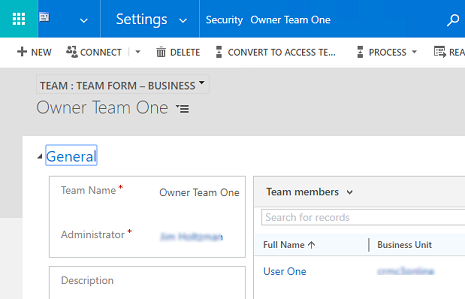 Settings Security Owner Team One
NEW CONNECT DELETE CONVERT TO ACCESS TE... PROCESS REA
TEAM : TEAM FORM – BUSINESS
Owner Team One
General
Team Name * Owner Team One
Administrator *
Description
Team members
Search for records
Full Name Business Unit
User One